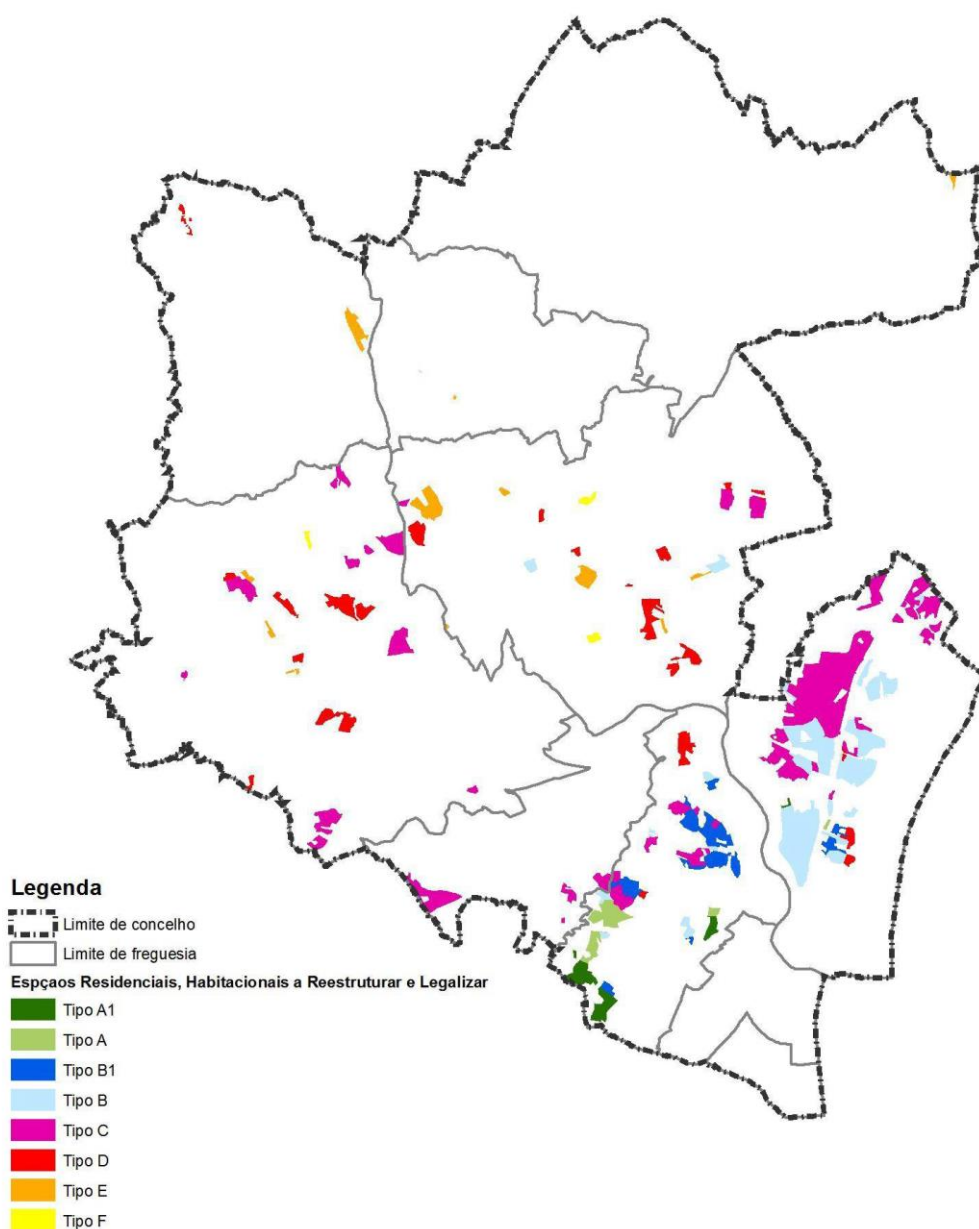 Legenda
Limite de concelho
Limite de freguesia
Espçaos Residenciais, Habitacionais a Reestruturar e Legalizar
Tipo A1
Tipo A
Tipo B1
Tipo B
Tipo C
Tipo D
Tipo E
Tipo F